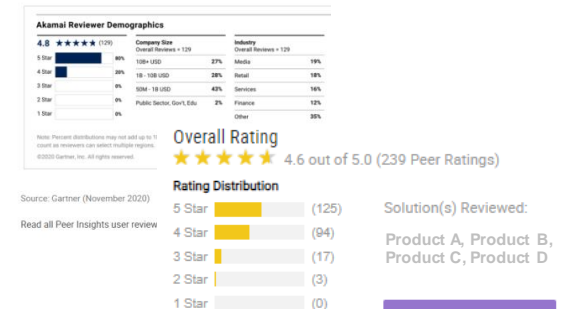 Akamai Reviewer Demographics
4.8 ★★★★★ (129)
5 Star 80%
4 Star 20%
3 Star 0%
2 Star 0%
1 Star 0%
Company Size
Overall Reviews = 129
10B+ USD 27%
1B - 10B USD 28%
50M - 1B USD 43%
Public Sector, Gov't, Edu 2%
Industry
Overall Reviews = 129
Media 19%
Retail 18%
Services 16%
Finance 12%
Other 35%
Note: Percent distributions may not add up to
count as reviewers can select multiple regions.
©2020 Gartner, Inc. All rights reserved
Source: Gartner (November 2020)
Read all Peer Insights user review
Overall Rating
4.6 out of 5.0 (239 Peer Ratings)
Rating Distribution
5 Star (125)
4 Star (94)
3 Star (17)
2 Star (3)
1 Star (0)
Solution(s) Reviewed:
Product A, Product B,
Product C, Product D